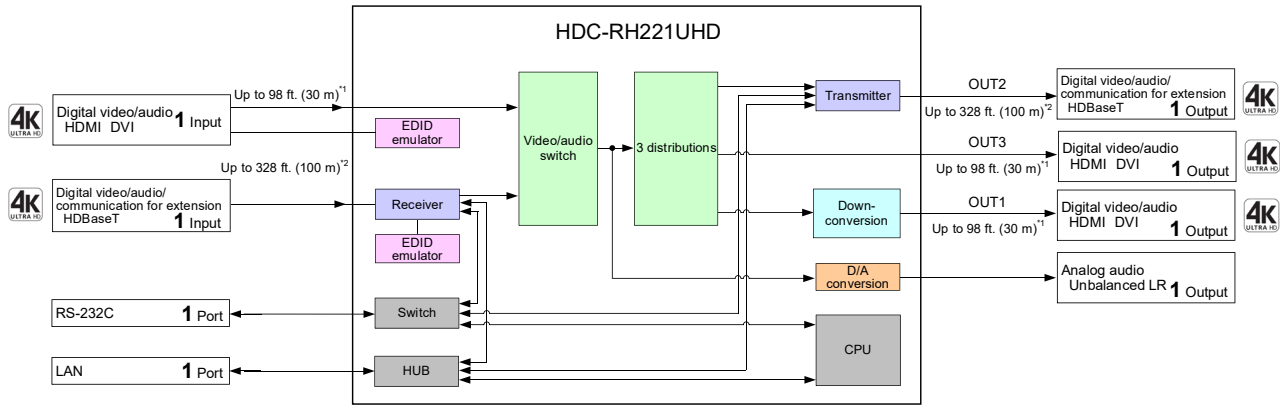 HDC-RH221UHD
4K
ULTRA HD
Digital video/audio
HDMI DVI 1 Input
Up to 98 ft. (30 m)*1
EDID
emulator
4K
ULTRA HD
Digital video/audio/
communication for extension
HDBaseT
1 Input
Up to 328 ft. (100 m)*2
Receiver
EDID
emulator
Video/audio
switch
3 distributions
Transmitter
OUT2
Up to 328 ft. (100 m)*2
Digital video/audio/
communication for extension
HDBaseT
1 Output
4K
ULTRA HD
OUT3
Up to 98 ft. (30 m)*1
Digital video/audio
HDMI DVI
1 Output
4K
ULTRA HD
Down-
conversion
OUT1
Up to 98 ft. (30 m)*1
Digital video/audio
HDMI DVI
1 Output
4K
ULTRA HD
D/A
conversion
Analog audio
Unbalanced LR 1 Output
RS-232C 1 Port
Switch
CPU
LAN 1 Port
HUB